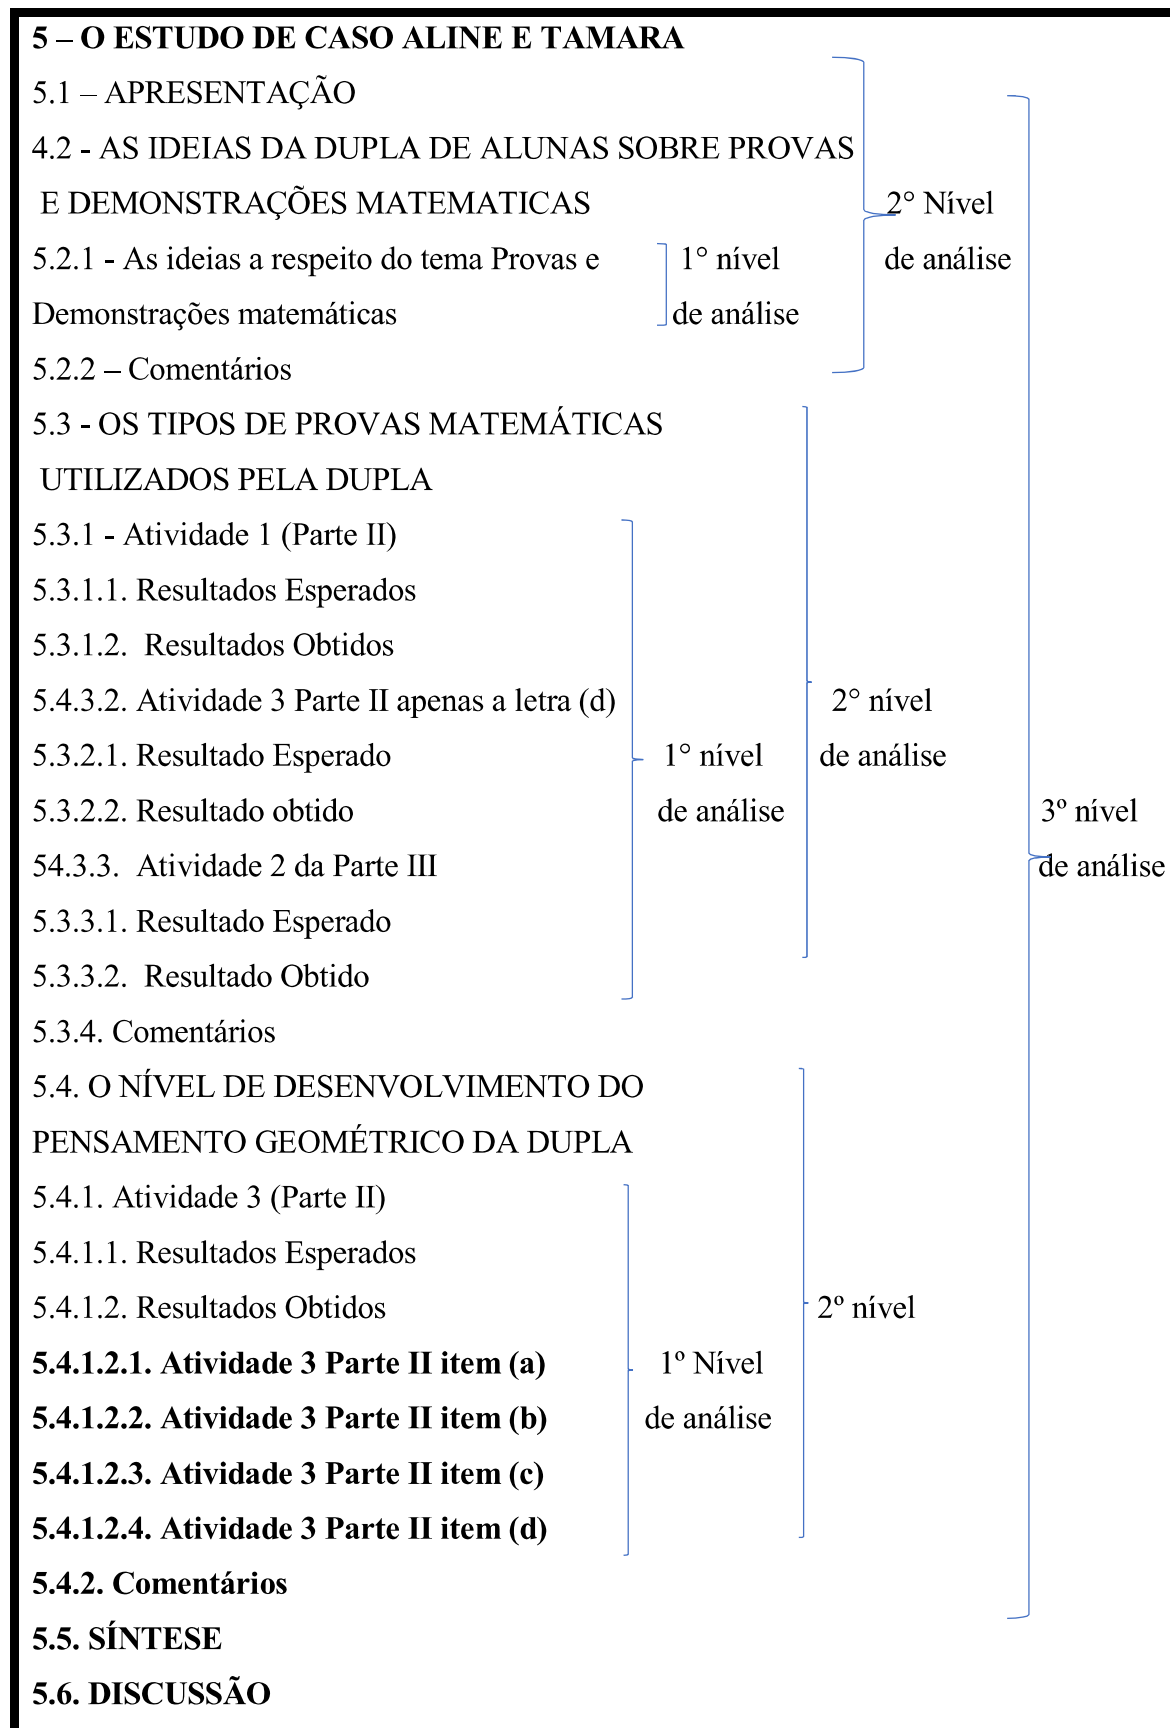 5 – O ESTUDO DE CASO ALINE E TAMARA
5.1 – APRESENTAÇÃO
4.2 - AS IDEIAS DA DUPLA DE ALUNAS SOBRE PROVAS
E DEMONSTRAÇÕES MATEMATICAS 2° Nível
5.2.1 - As ideias a respeito do tema Provas e 1° nível de análise
Demonstrações matemáticas de análise
5.2.2 – Comentários
5.3 - OS TIPOS DE PROVAS MATEMÁTICAS
UTILIZADOS PELA DUPLA
5.3.1 - Atividade 1 (Parte II)
5.3.1.1. Resultados Esperados
5.3.1.2. Resultados Obtidos
5.4.3.2. Atividade 3 Parte II apenas a letra (d) 2° nível
5.3.2.1. Resultado Esperado 1° nível de análise
5.3.2.2. Resultado obtido de análise 3º nível
54.3.3. Atividade 2 da Parte III de análise
5.3.3.1. Resultado Esperado
5.3.3.2. Resultado Obtido
5.3.4. Comentários
5.4. O NÍVEL DE DESENVOLVIMENTO DO
PENSAMENTO GEOMÉTRICO DA DUPLA
5.4.1. Atividade 3 (Parte II)
5.4.1.1. Resultados Esperados
5.4.1.2. Resultados Obtidos 2º nível
5.4.1.2.1. Atividade 3 Parte II item (a) 1º Nível
5.4.1.2.2. Atividade 3 Parte II item (b) de análise
5.4.1.2.3. Atividade 3 Parte II item (c)
5.4.1.2.4. Atividade 3 Parte II item (d)
5.4.2. Comentários
5.5. SÍNTESE
5.6. DISCUSSÃO